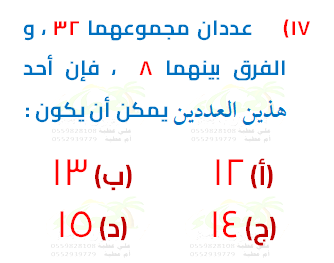 ١٧) عددان مجموعهما ٣٢ ، و
الفرق بينهما ٨ ، فإن أحد
هذين العددين يمكن أن يكون :
(أ) ١٢ (ب) ١٣
(ج) ١٤ (د) ١٥